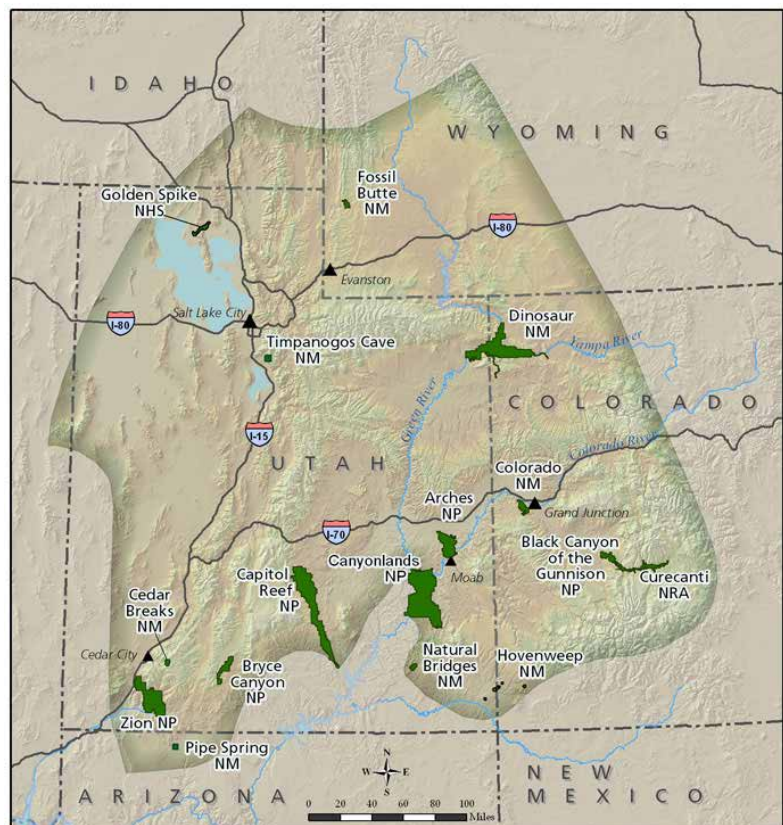 IDAHO
WYOMING
Golden Spike
NHS
Fossil
Butte
NM
I-80
Evanston
Salt Lake City
I-80
Timpanogos Cave
NM
Dinosaur
NM
Yampa River
Green River
COLORADO
Colorado River
I-15
UTAH
Colorado
NM
Grand Junction
Arches
NP
I-70
Canyonlands
NP
Moab
Black Canyon
of the
Gunnison
NP
Curecanti
NRA
Capitol
Reef
NP
Cedar
Breaks
NM
Cedar City
Bryce
Canyon
NP
Natural
Bridges
NM
Hovenweep
NM
Zion NP
Pipe Spring
NM
N
W
E
S
ARIZONA
NEW
MEXICO
0 20 40 60 80 100
Miles